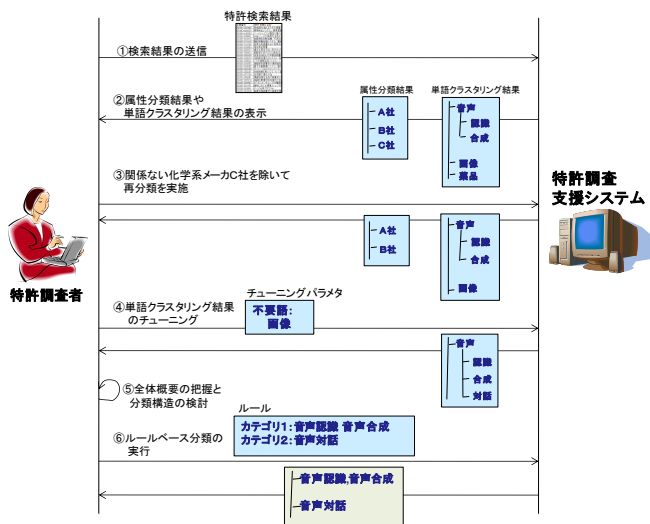 特許検索結果
①検索結果の送信
②属性分類結果や
単語クラスタリング結果の表示
属性分類結果
A社
B社
C社
単語クラスタリング結果
音声
認識
合成
画像
薬品
③関係ない化学系メーカC社を除いて
再分類を実施
特許調査
支援システム
特許調査者
A社
B社
音声
認識
合成
画像
④単語クラスタリング結果
のチューニング
チューニングパラメタ
不要語:
画像
音声
認識
合成
対話
⑤全体概要の把握と
分類構造の検討
ルール
カテゴリ1:音声認識 音声合成
カテゴリ2:音声対話
⑥ルールベース分類の
実行
音声認識,音声合成
音声対話